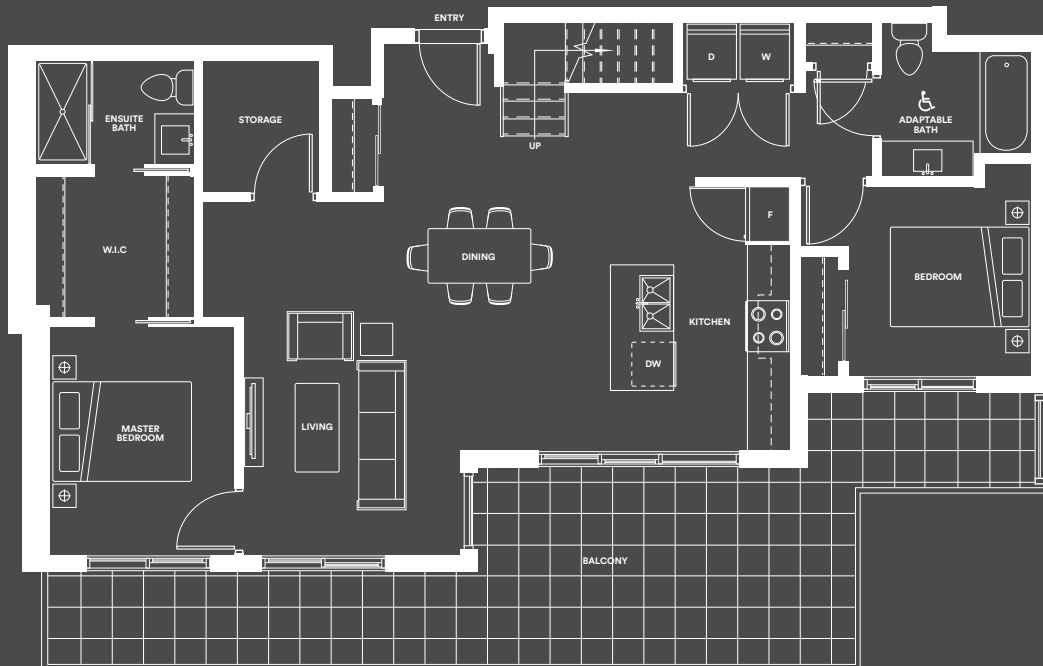 ENTRY
D
W
ENSUITE
BATH
STORAGE
ADAPTABLE
BATH
UP
F
W.I.C
DINING
BEDROOM
KITCHEN
DW
MASTER
BEDROOM
LIVING
BALCONY